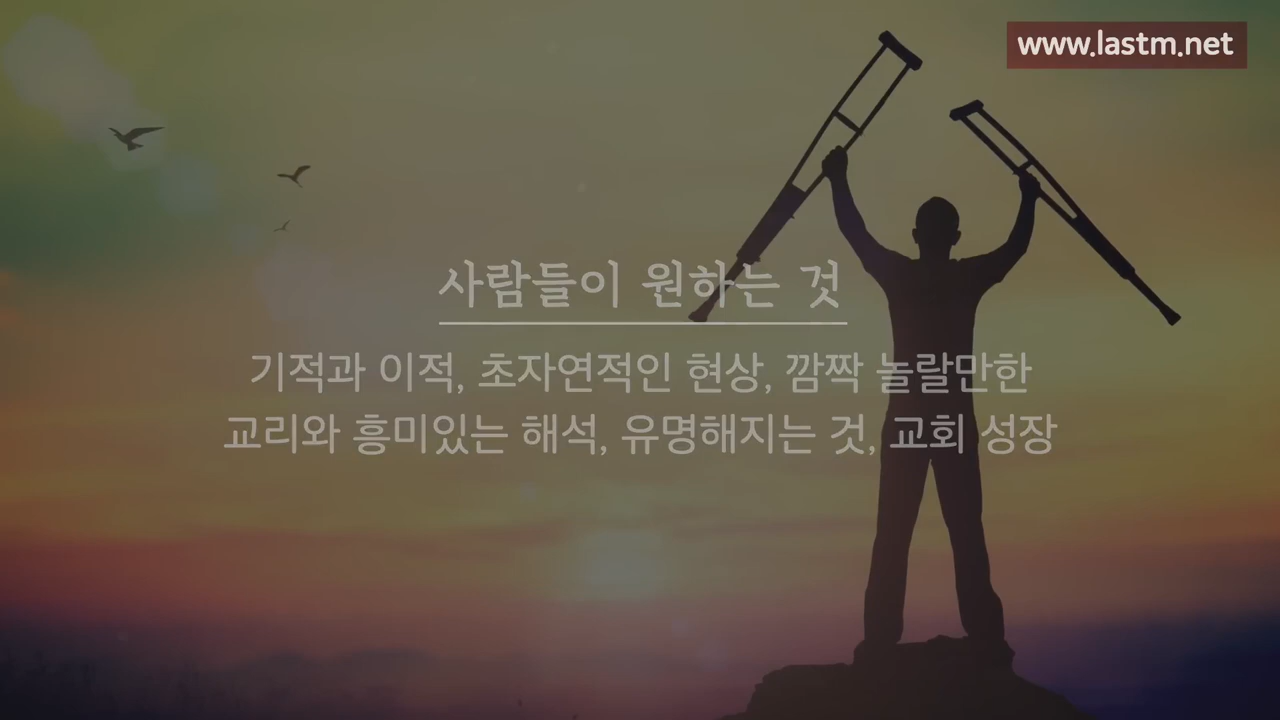 www.lastm.net
사람들이 원하는 것
기적과 이적, 초자연적인 현상, 깜짝 놀랄만한
교리와 흥미있는 해석, 유명해지는 것, 교회 성장